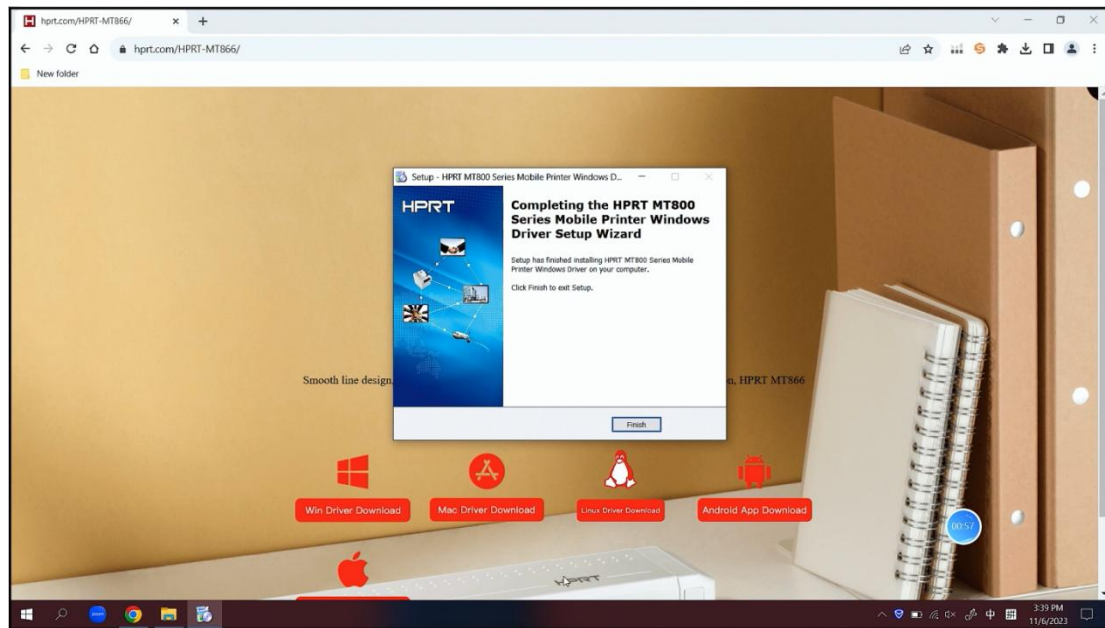 hprt.com/HPRT-MT866/
hprt.com/HPRT-MT866/
New folder
Setup - HPRT MT800 Series Mobile Printer Windows D...
HPRT
Completing the HPRT MT800
Series Mobile Printer Windows
Driver Setup Wizard
Setup has finished installing HPRT MT800 Series Mobile
Printer Windows Driver on your computer.
Click Finish to exit Setup.
Smooth line design,
n, HPRT MT866
Finish
Win Driver Download
Mac Driver Download
Linux Driver Download
Android App Download
00:57
HPRT
中
3:39 PM
11/6/2023